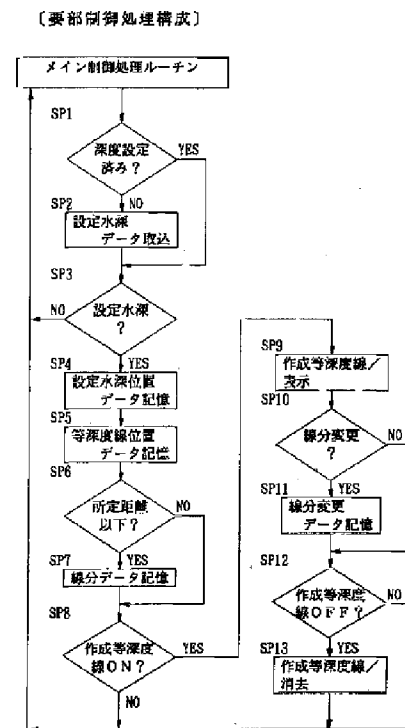 〔要部制御処理構成〕
メイン制御処理ルーチン
SP1
深度設定
済み?
YES
NO
SP2
設定水深
データ取込
SP3
設定水深
?
NO
YES
SP4
設定水深位置
データ記憶
SP5
等深度線位置
データ記憶
SP6
所定距離
以下?
NO
YES
SP7
線分データ記憶
SP8
作成等深度
線ON?
YES
NO
SP9
作成等深度線/
表示
SP10
線分変更
?
NO
YES
SP11
線分変更
データ記憶
SP12
作成等深度
線OFF?
NO
YES
SP13
作成等深度線/
消去